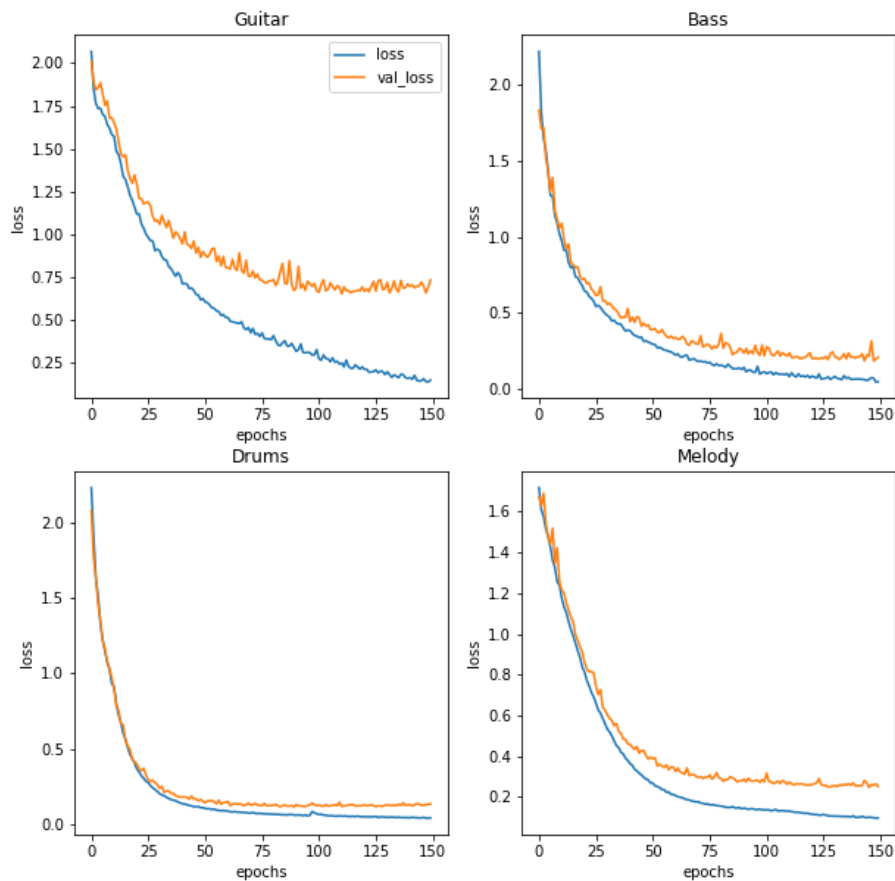 Guitar
loss
val_loss
2.00
1.75
1.50
1.25
1.00
0.75
0.50
0.25
loss
0 25 50 75 100 125 150
epochs
Bass
2.0
1.5
1.0
0.5
0.0
loss
0 25 50 75 100 125 150
epochs
Drums
2.0
1.5
1.0
0.5
0.0
loss
0 25 50 75 100 125 150
epochs
Melody
1.6
1.4
1.2
1.0
0.8
0.6
0.4
0.2
loss
0 25 50 75 100 125 150
epochs